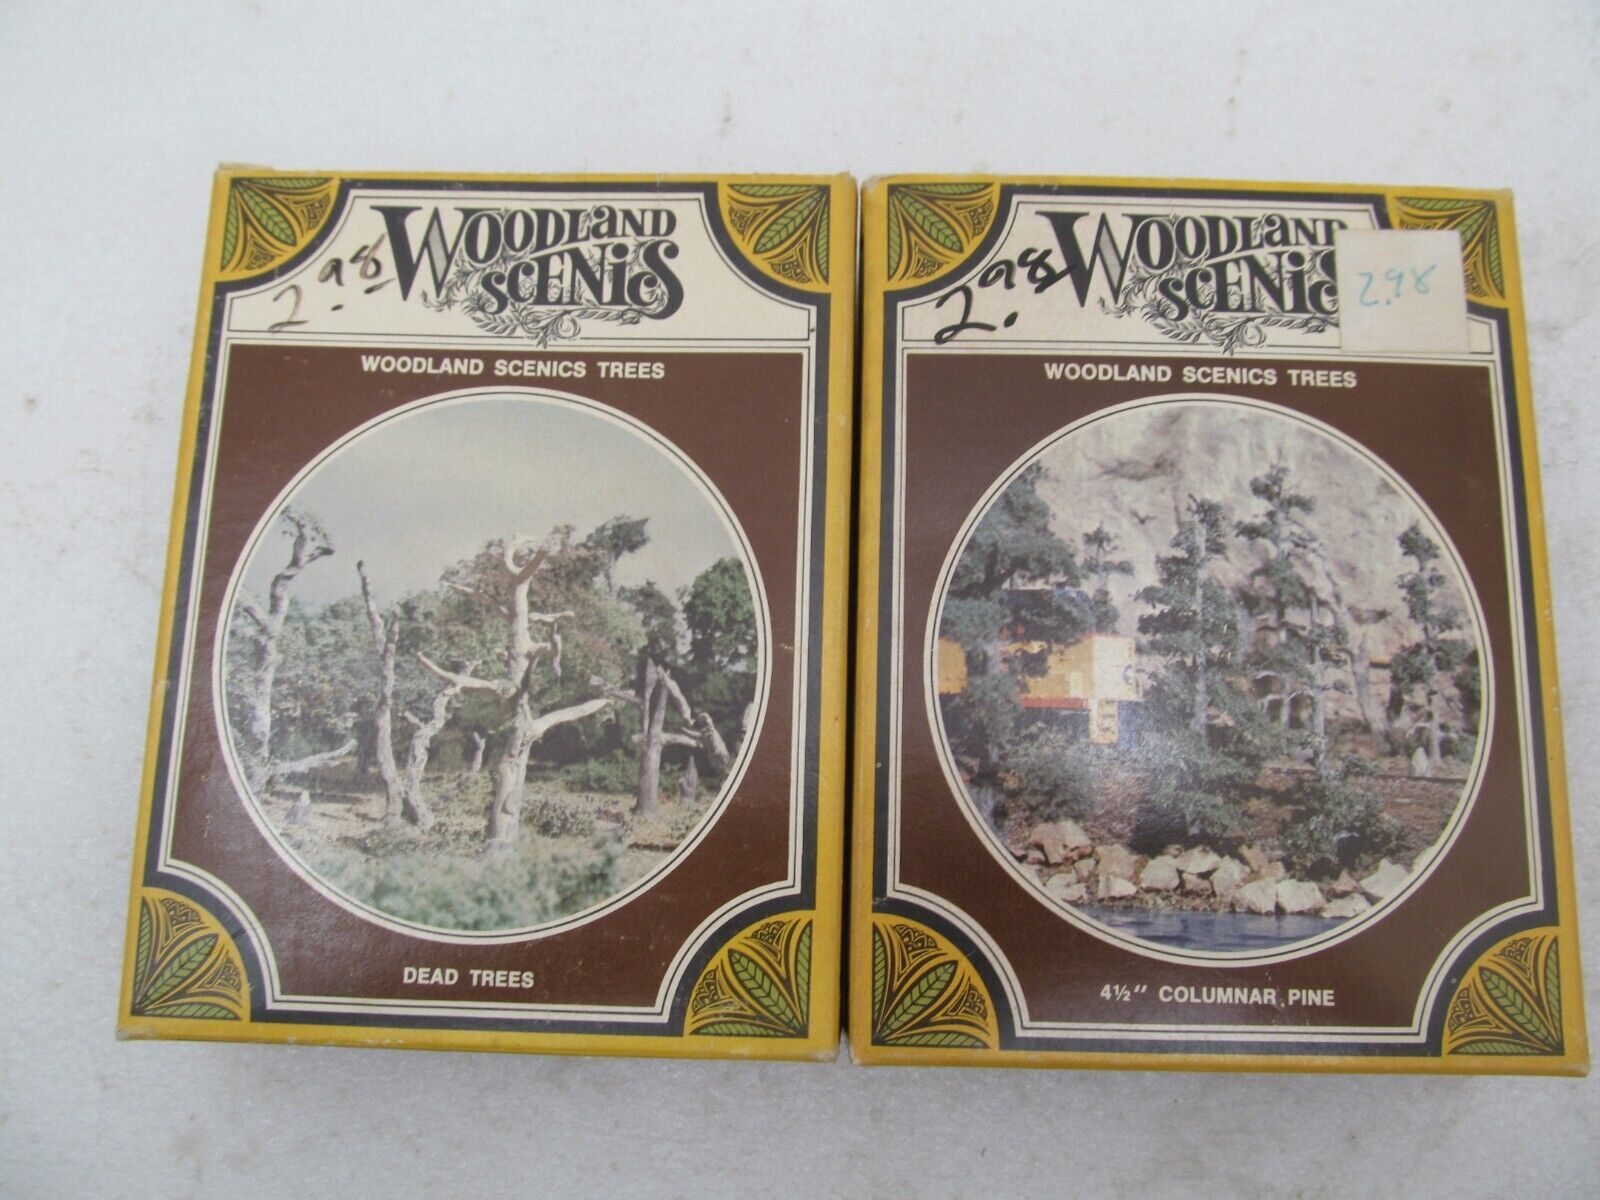 WOODLAND
SCENICS
2.98
WOODLAND SCENICS TREES
DEAD TREES
WOODLAND
SCENICS
2.98
2.98
WOODLAND SCENICS TREES
4½" COLUMNAR PINE